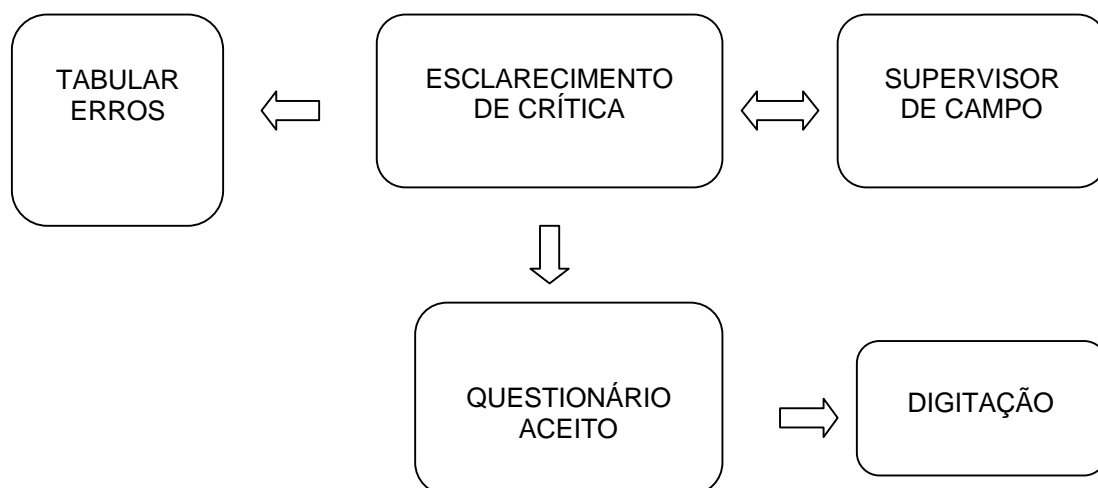 TABULAR
ERROS
ESCLARECIMENTO
DE CRÍTICA
SUPERVISOR
DE CAMPO
QUESTIONÁRIO
ACEITO
DIGITAÇÃO